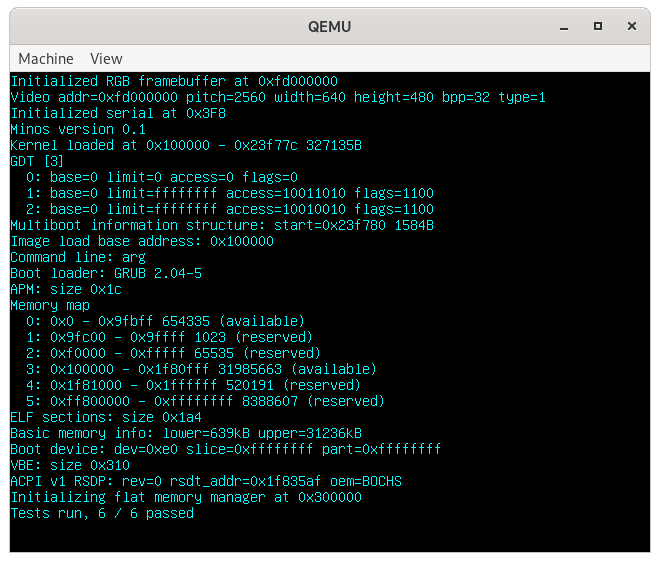 QEMU
Machine View
Initialized RGB framebuffer at 0xfd000000
Video addr=0xfd000000 pitch=2560 width=640 height=480 bpp=32 type=1
Initialized serial at 0x3F8
Minos version 0.1
Kernel loaded at 0x100000 - 0x23f77c 327135B
GDT [3]
  0: base=0 limit=0 access=0 flags=0
  1: base=0 limit=ffffffff access=10011010 flags=1100
  2: base=0 limit=ffffffff access=10010010 flags=1100
Multiboot information structure: start=0x23f780 1584B
Image load base address: 0x100000
Command line: arg
Boot loader: GRUB 2.04-5
APM: size 0x1c
Memory map
  0: 0x0 - 0x9fbff 654335 (available)
  1: 0x9fc00 - 0x9ffff 1023 (reserved)
  2: 0xf0000 - 0xfffff 65535 (reserved)
  3: 0x100000 - 0x1f80fff 31985663 (available)
  4: 0x1f81000 - 0x1ffffff 520191 (reserved)
  5: 0xff800000 - 0xffffffff 8388607 (reserved)
ELF sections: size 0x1a4
Basic memory info: lower=639kB upper=31236kB
Boot device: dev=0xe0 slice=0xffffffff part=0xffffffff
VBE: size 0x310
ACPI v1 RSDP: rev=0 rsdt_addr=0x1f835af oem=BOCHS
Initializing flat memory manager at 0x300000
Tests run, 6 / 6 passed